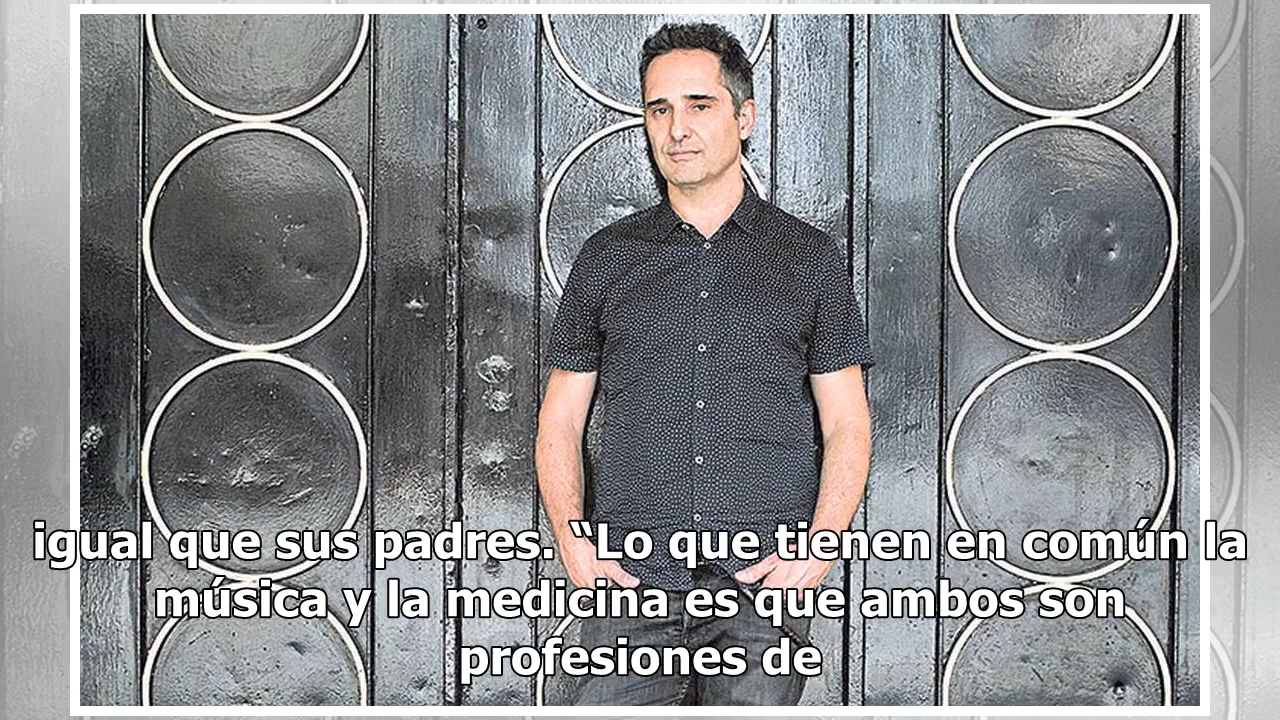 igual que sus padres. “Lo que tienen en común la
música y la medicina es que ambos son
profesiones de